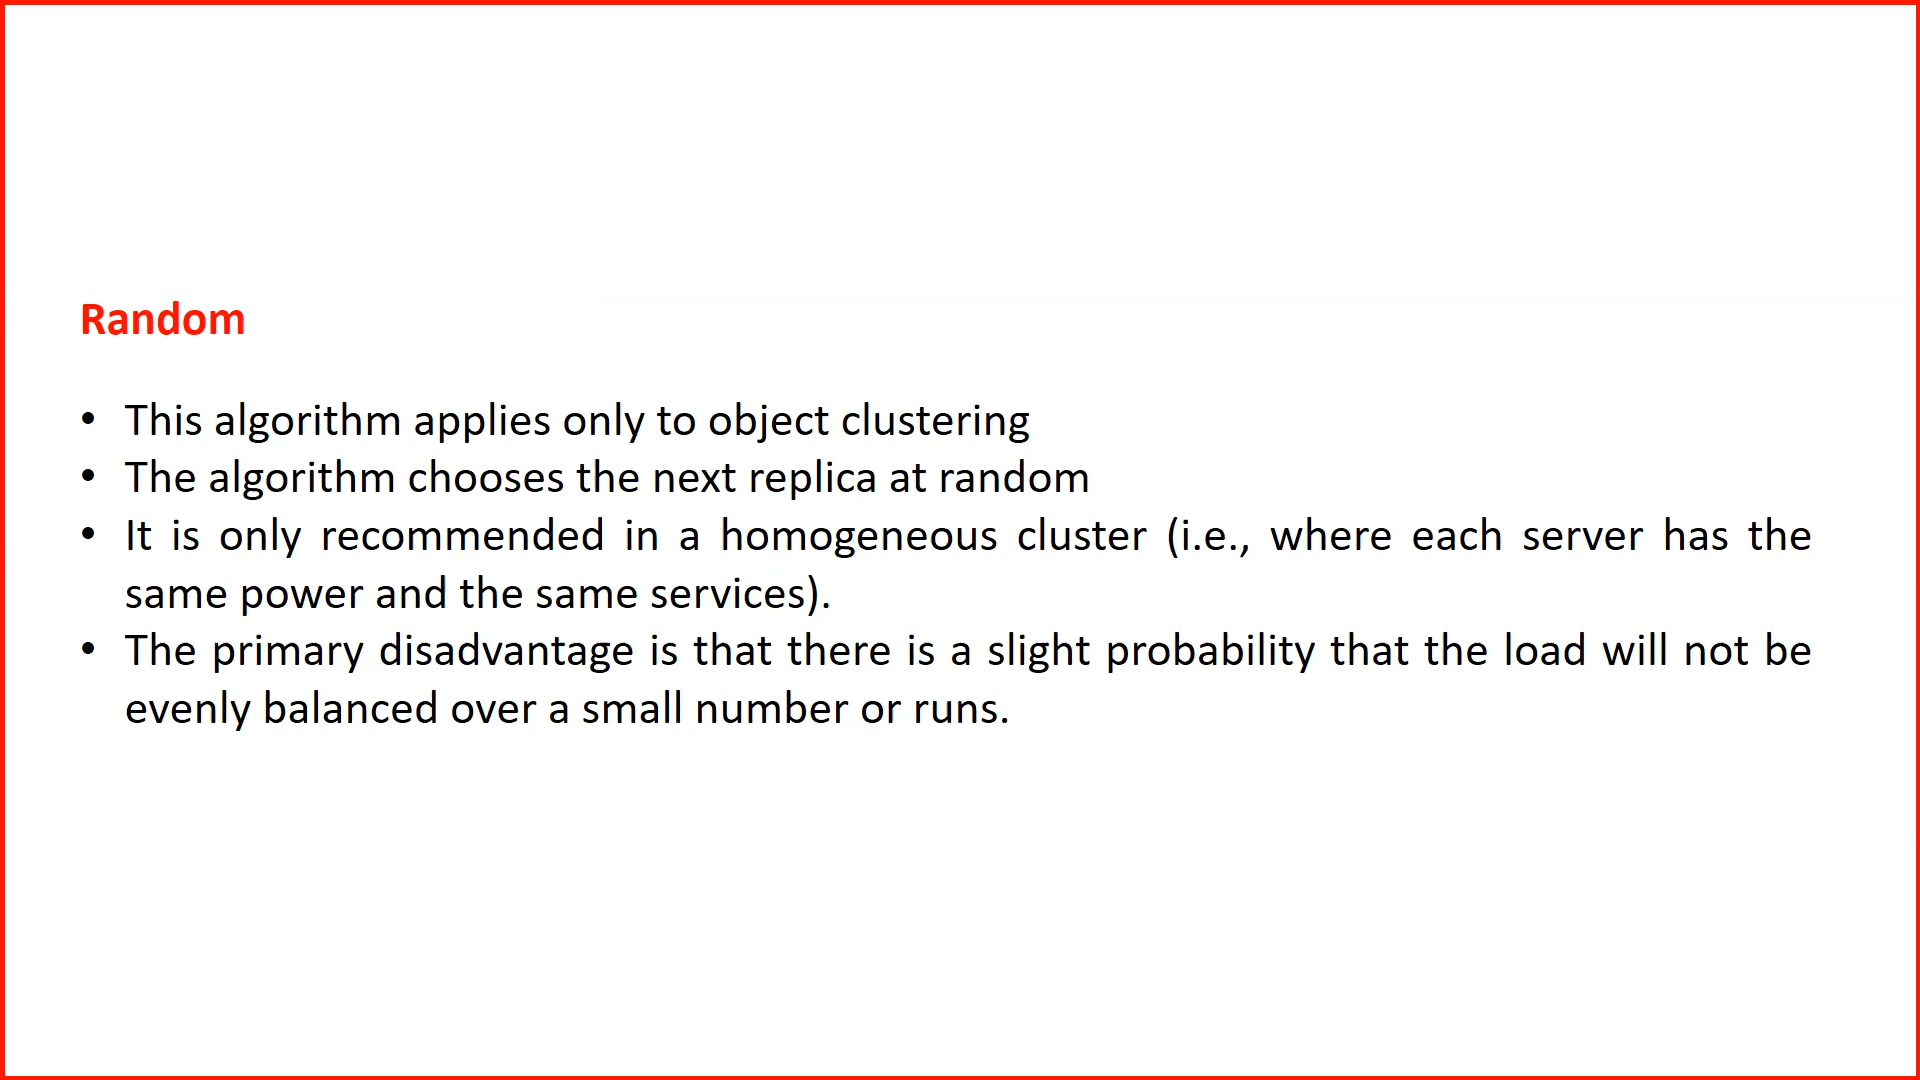 Random
• This algorithm applies only to object clustering
• The algorithm chooses the next replica at random
• It is only recommended in a homogeneous cluster (i.e., where each server has the
same power and the same services).
• The primary disadvantage is that there is a slight probability that the load will not be
evenly balanced over a small number or runs.